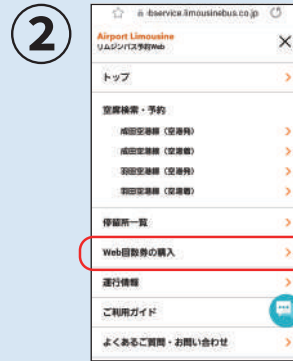 2
webservice.limousinebus.co.jp
Airport Limousine
リムジンバス予約Web
トップ
空席検索・予約
成田空港線（空港発）
成田空港線（空港着）
羽田空港線（空港発）
羽田空港線（空港着）
停留所一覧
Web回数券の購入
運行情報
ご利用ガイド
よくあるご質問・お問い合わせ